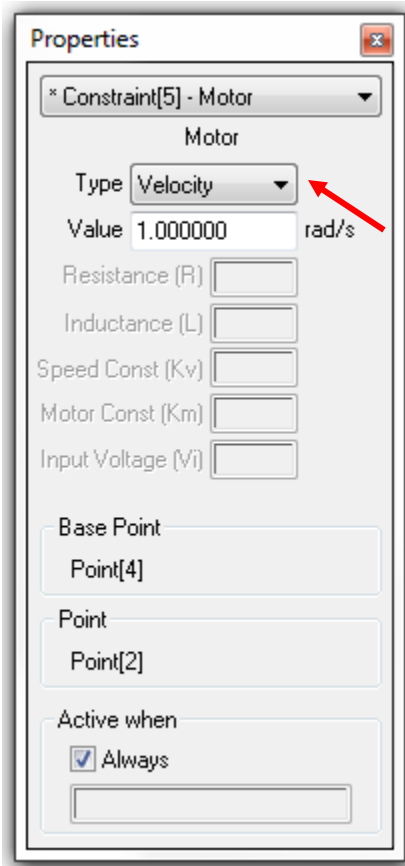 Properties
* Constraint[5] - Motor
Motor
Type Velocity
Value 1.000000 rad/s
Resistance (R)
Inductance (L)
Speed Const (Kv)
Motor Const (Km)
Input Voltage (Vi)
Base Point
Point[4]
Point
Point[2]
Active when
Always